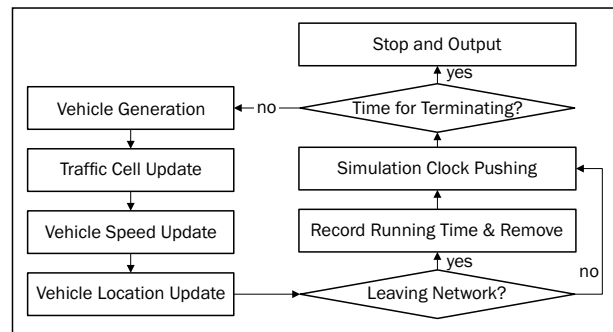 Stop and Output
yes
Vehicle Generation
no
Time for Terminating?
Traffic Cell Update
Simulation Clock Pushing
Vehicle Speed Update
Record Running Time & Remove
yes
no
Vehicle Location Update
Leaving Network?